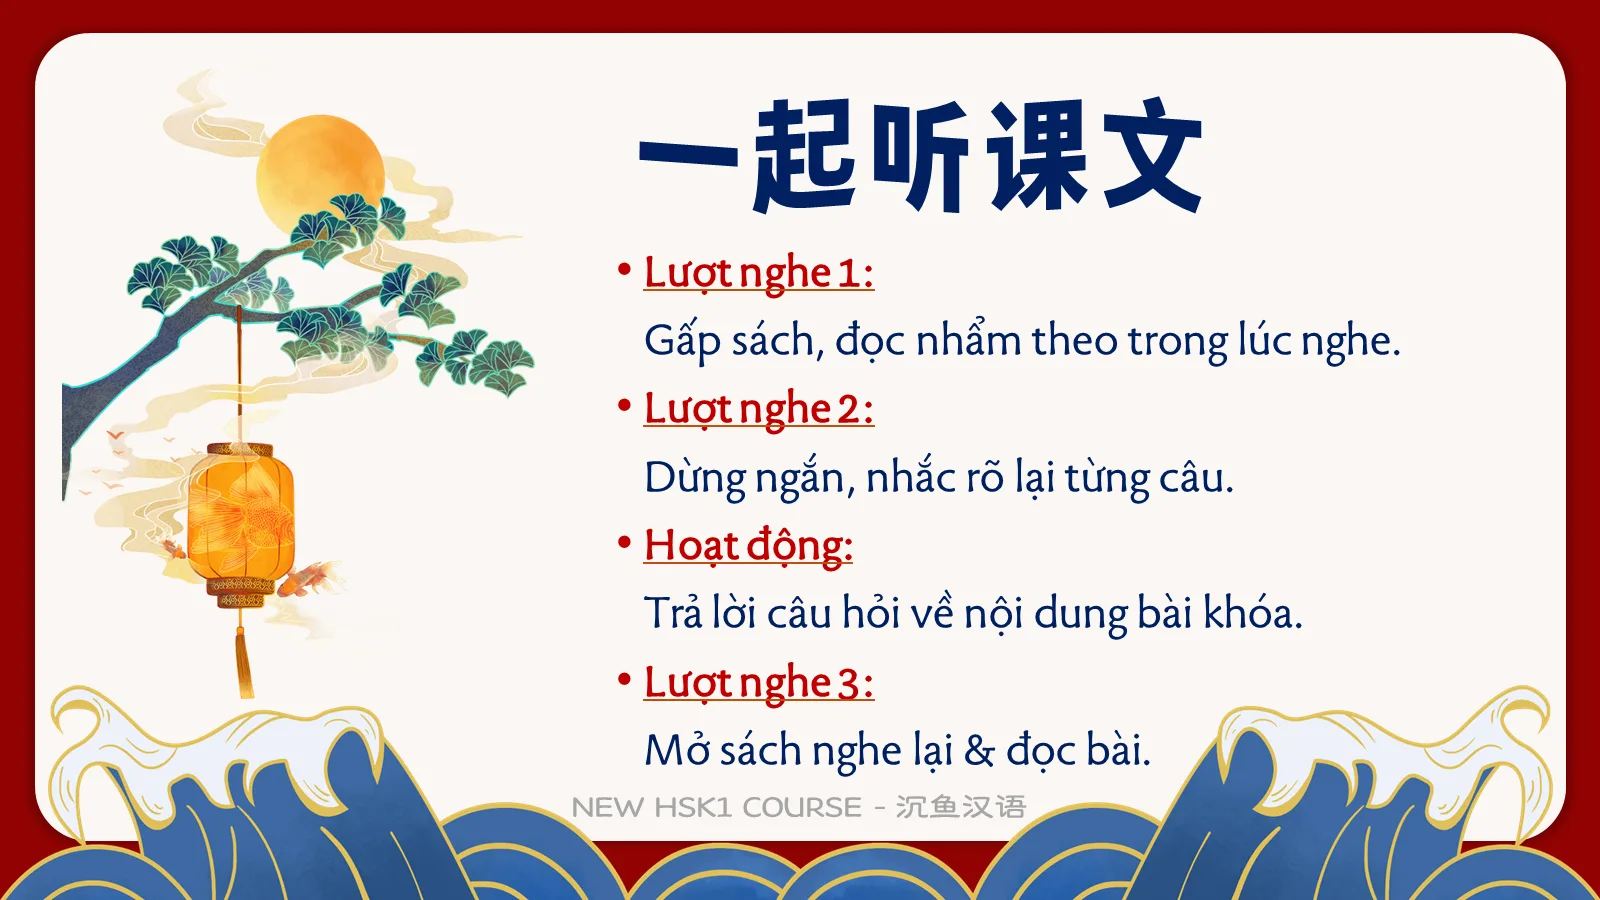 一起听课文
• Lượt nghe 1:
Gấp sách, đọc nhẩm theo trong lúc nghe.
• Lượt nghe 2:
Dừng ngắn, nhắc rõ lại từng câu.
• Hoạt động:
Trả lời câu hỏi về nội dung bài khóa.
• Lượt nghe 3:
Mở sách nghe lại & đọc bài.
NEW HSK1 COURSE - 沉鱼汉语